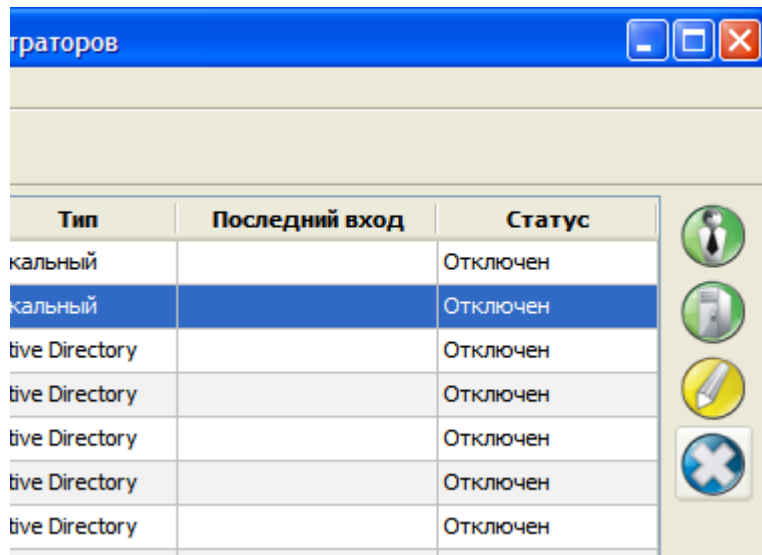 траторов
Тип Последний вход Статус
кальный Отключен
кальный Отключен
tive Directory Отключен
tive Directory Отключен
tive Directory Отключен
tive Directory Отключен
tive Directory Отключен